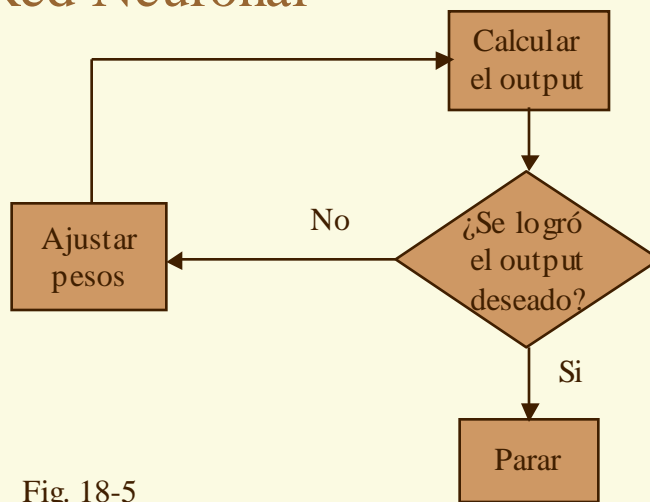 Red Neuronal
Calcular
el output
No
¿Se logró
el output
deseado?
Ajustar
pesos
Si
Parar
Fig. 18-5